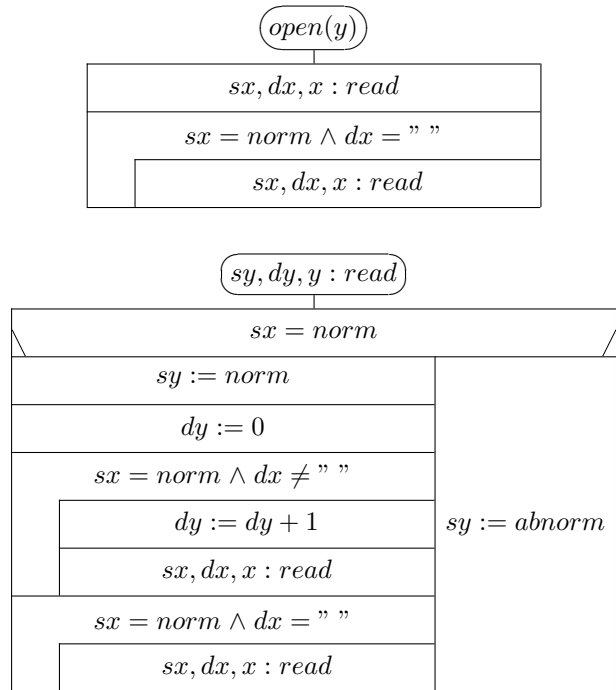 open(y)
sx, dx, x : read
sx = norm ∧ dx = ” ”
sx, dx, x : read
sy, dy, y : read
sx = norm
sy := norm
dy := 0
sx = norm ∧ dx ≠ ” ”
dy := dy + 1
sy := abnorm
sx, dx, x : read
sx = norm ∧ dx = ” ”
sx, dx, x : read